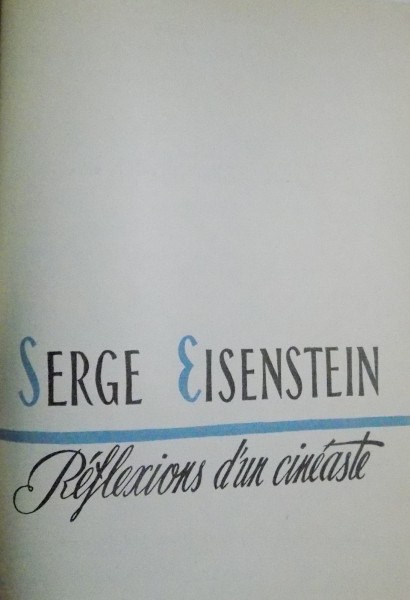 SERGE EISENSTEIN
Réflexions d'un cinéaste